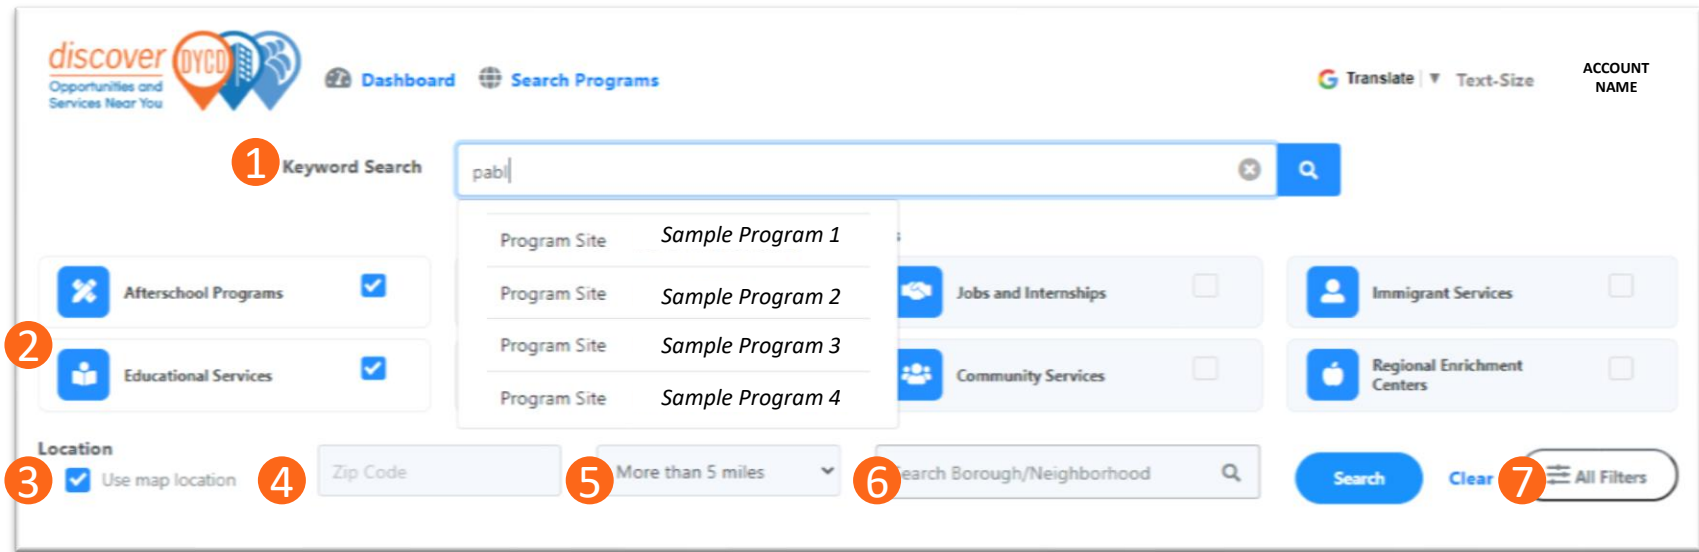 discover
DYCD
Opportunities and
Services Near You
Dashboard
Search Programs
Translate
Text-Size
ACCOUNT
NAME
1
Keyword Search
pabl
Program Site Sample Program 1
Program Site Sample Program 2
Program Site Sample Program 3
Program Site Sample Program 4
2
Afterschool Programs
Jobs and Internships
Immigrant Services
Educational Services
Community Services
Regional Enrichment
Centers
Location
3
Use map location
4
Zip Code
5
More than 5 miles
6
Search Borough/Neighborhood
Search
Clear
7
All Filters